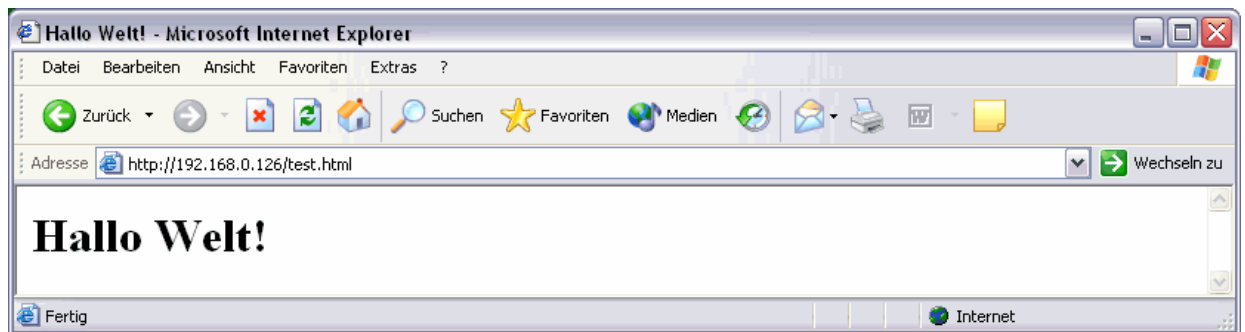 Hallo Welt! - Microsoft Internet Explorer
Datei Bearbeiten Ansicht Favoriten Extras ?
Zurück Suchen Favoriten Medien W
Adresse http://192.168.0.126/test.html Wechseln zu
Hallo Welt!
Fertig Internet